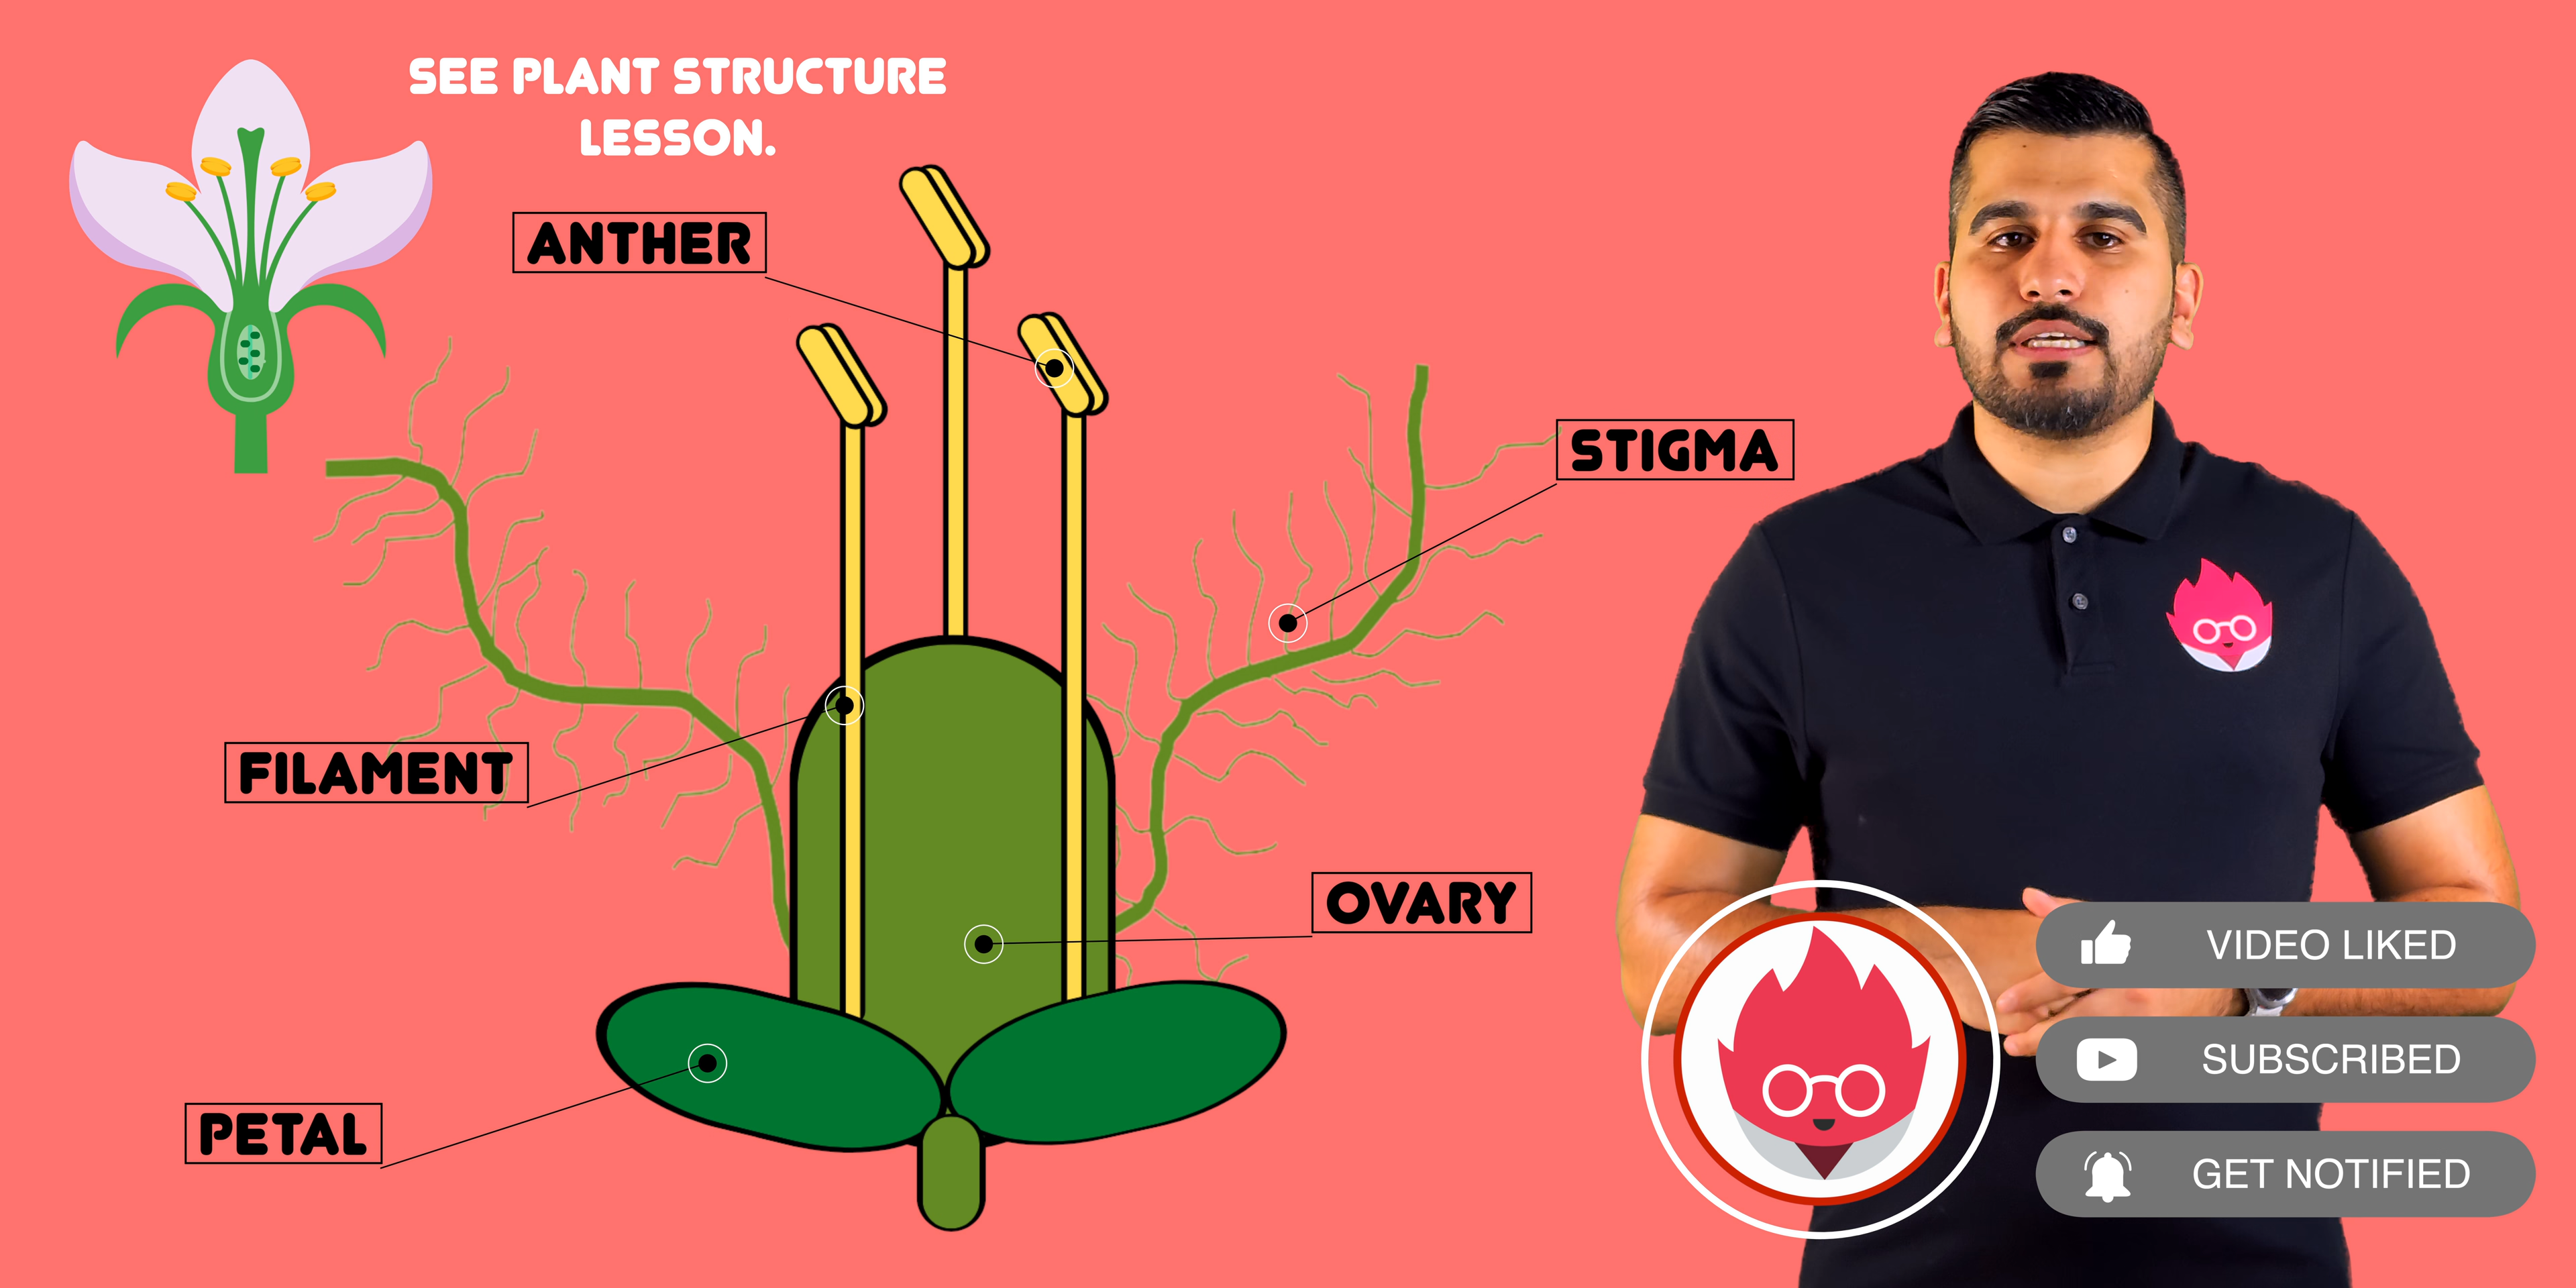 SEE PLANT STRUCTURE
LESSON.
ANTHER
STIGMA
FILAMENT
OVARY
PETAL
VIDEO LIKED
SUBSCRIBED
GET NOTIFIED